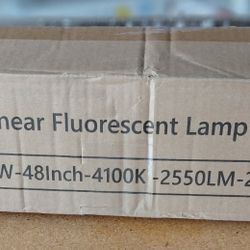 near Fluorescent Lamp
W-48Inch-4100K-2550LM-2